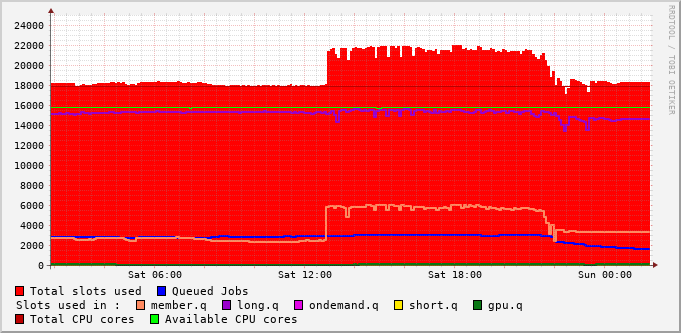 24000
22000
20000
18000
16000
14000
12000
10000
8000
6000
4000
2000
0
Sat 06:00 Sat 12:00 Sat 18:00 Sun 00:00
Total slots used Queued Jobs
Slots used in : member.q long.q ondemand.q short.q gpu.q
Total CPU cores Available CPU cores
RRDTOOL / TOBI OETIKER